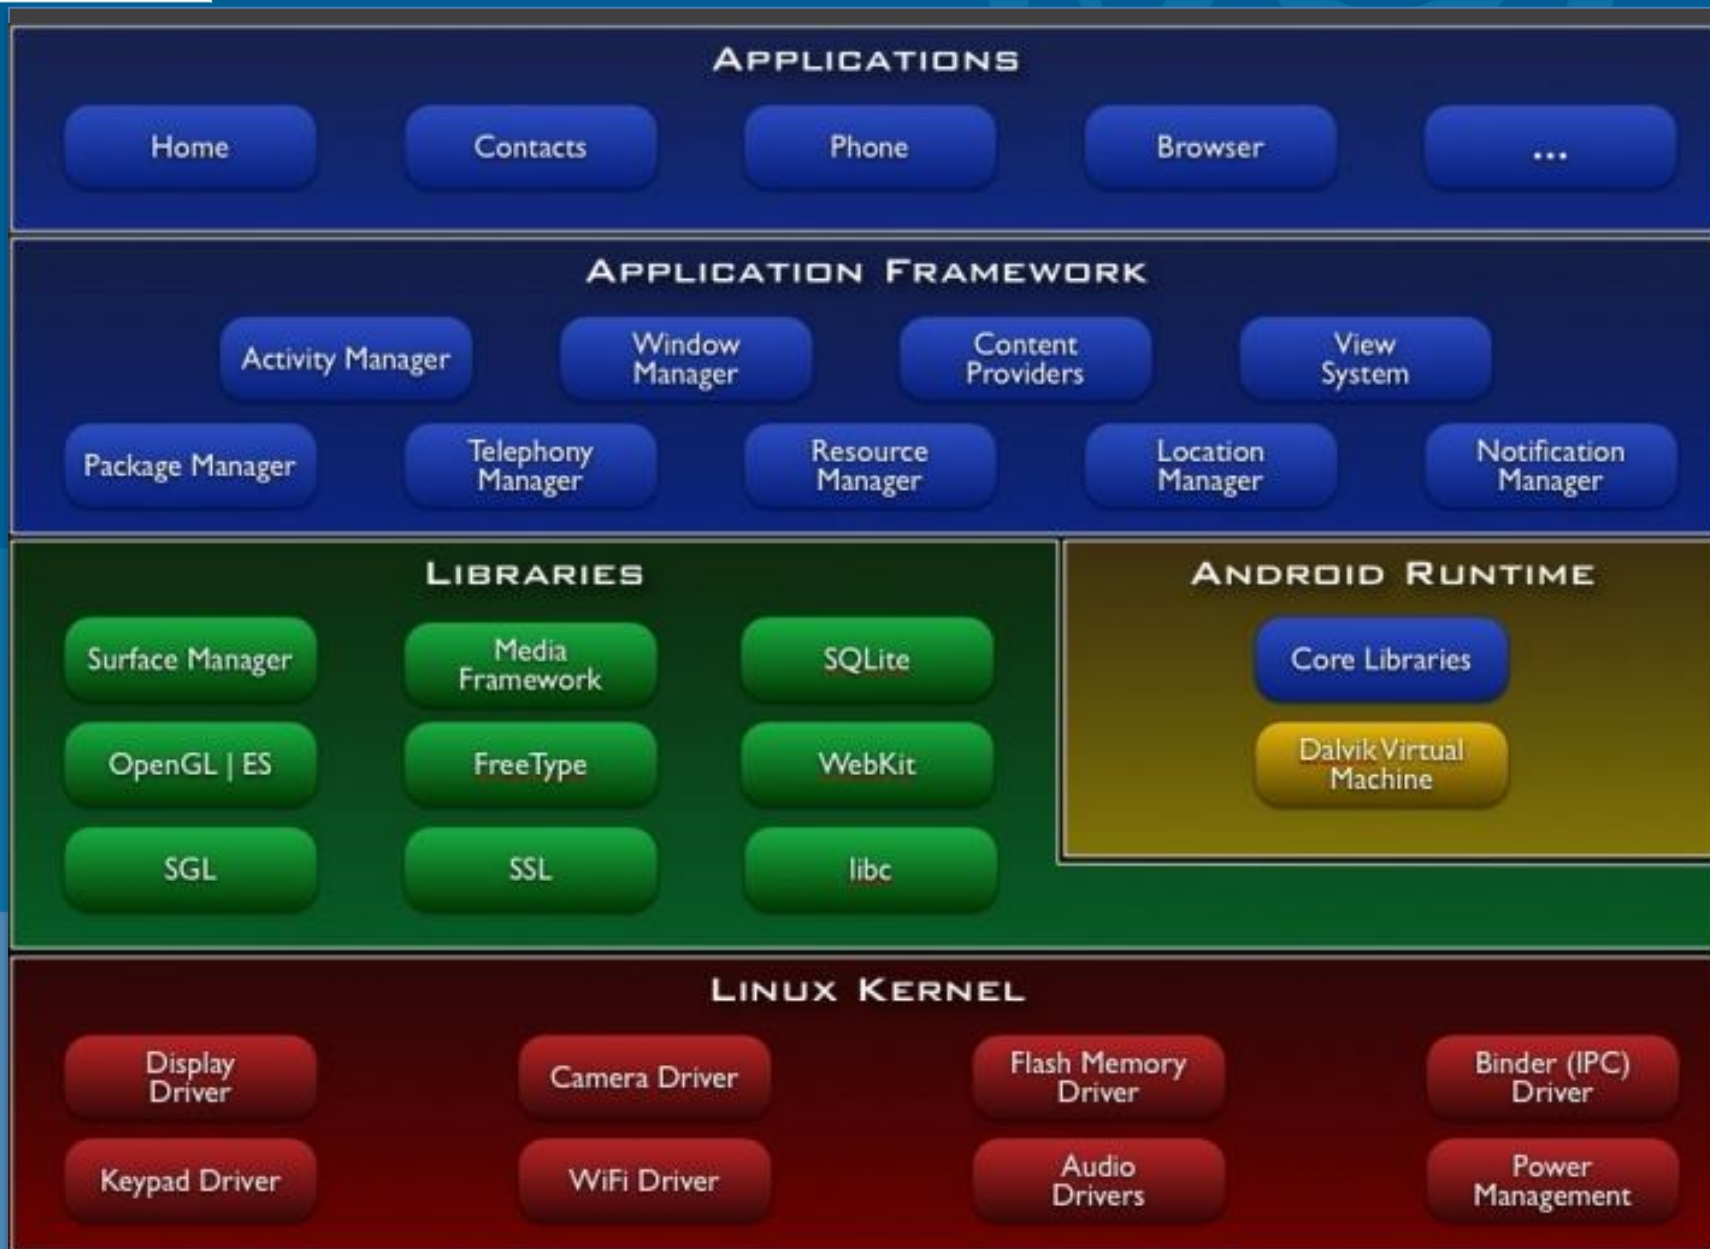 APPLICATIONS
Home
Contacts
Phone
Browser
...
APPLICATION FRAMEWORK
Activity Manager
Window
Manager
Content
Providers
View
System
Package Manager
Telephony
Manager
Resource
Manager
Location
Manager
Notification
Manager
LIBRARIES
Surface Manager
Media
Framework
SQLite
OpenGL | ES
FreeType
WebKit
SGL
SSL
libc
ANDROID RUNTIME
Core Libraries
Dalvik Virtual
Machine
LINUX KERNEL
Display
Driver
Camera Driver
Flash Memory
Driver
Binder (IPC)
Driver
Keypad Driver
WiFi Driver
Audio
Drivers
Power
Management